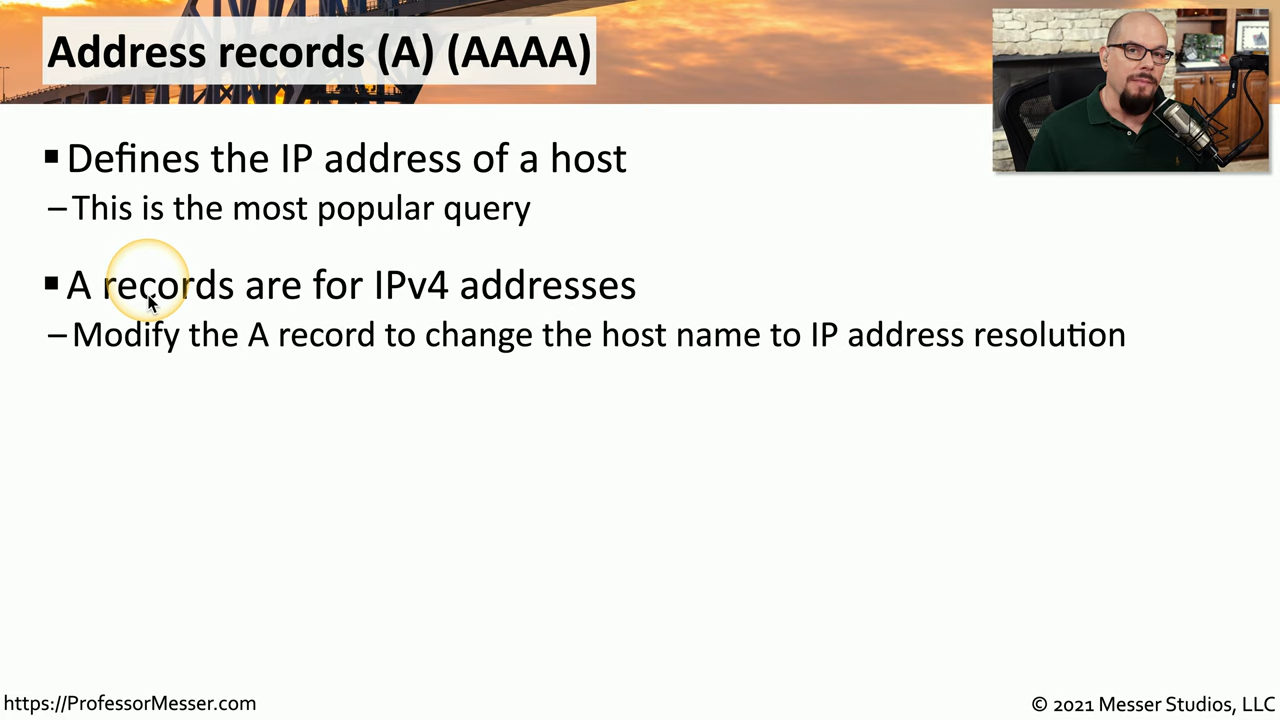 Address records (A) (AAAA)
▪ Defines the IP address of a host
– This is the most popular query
▪ A records are for IPv4 addresses
– Modify the A record to change the host name to IP address resolution
https://ProfessorMesser.com
© 2021 Messer Studios, LLC